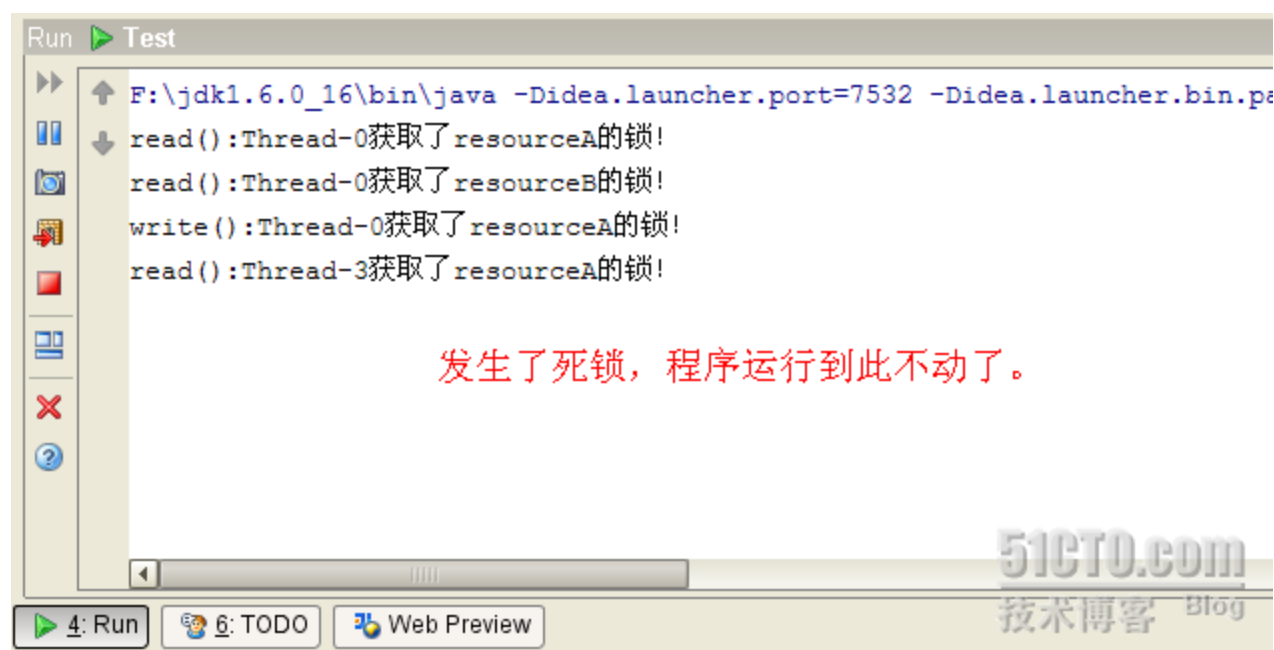 Run Test
F:\jdk1.6.0_16\bin\java -Didea.launcher.port=7532 -Didea.launcher.bin.pa
read():Thread-0获取了resourceA的锁!
read():Thread-0获取了resourceB的锁!
write():Thread-0获取了resourceA的锁!
read():Thread-3获取了resourceA的锁!
发生了死锁，程序运行到此不动了。
51CTO.com
技术博客 Blog
4: Run 6: TODO Web Preview